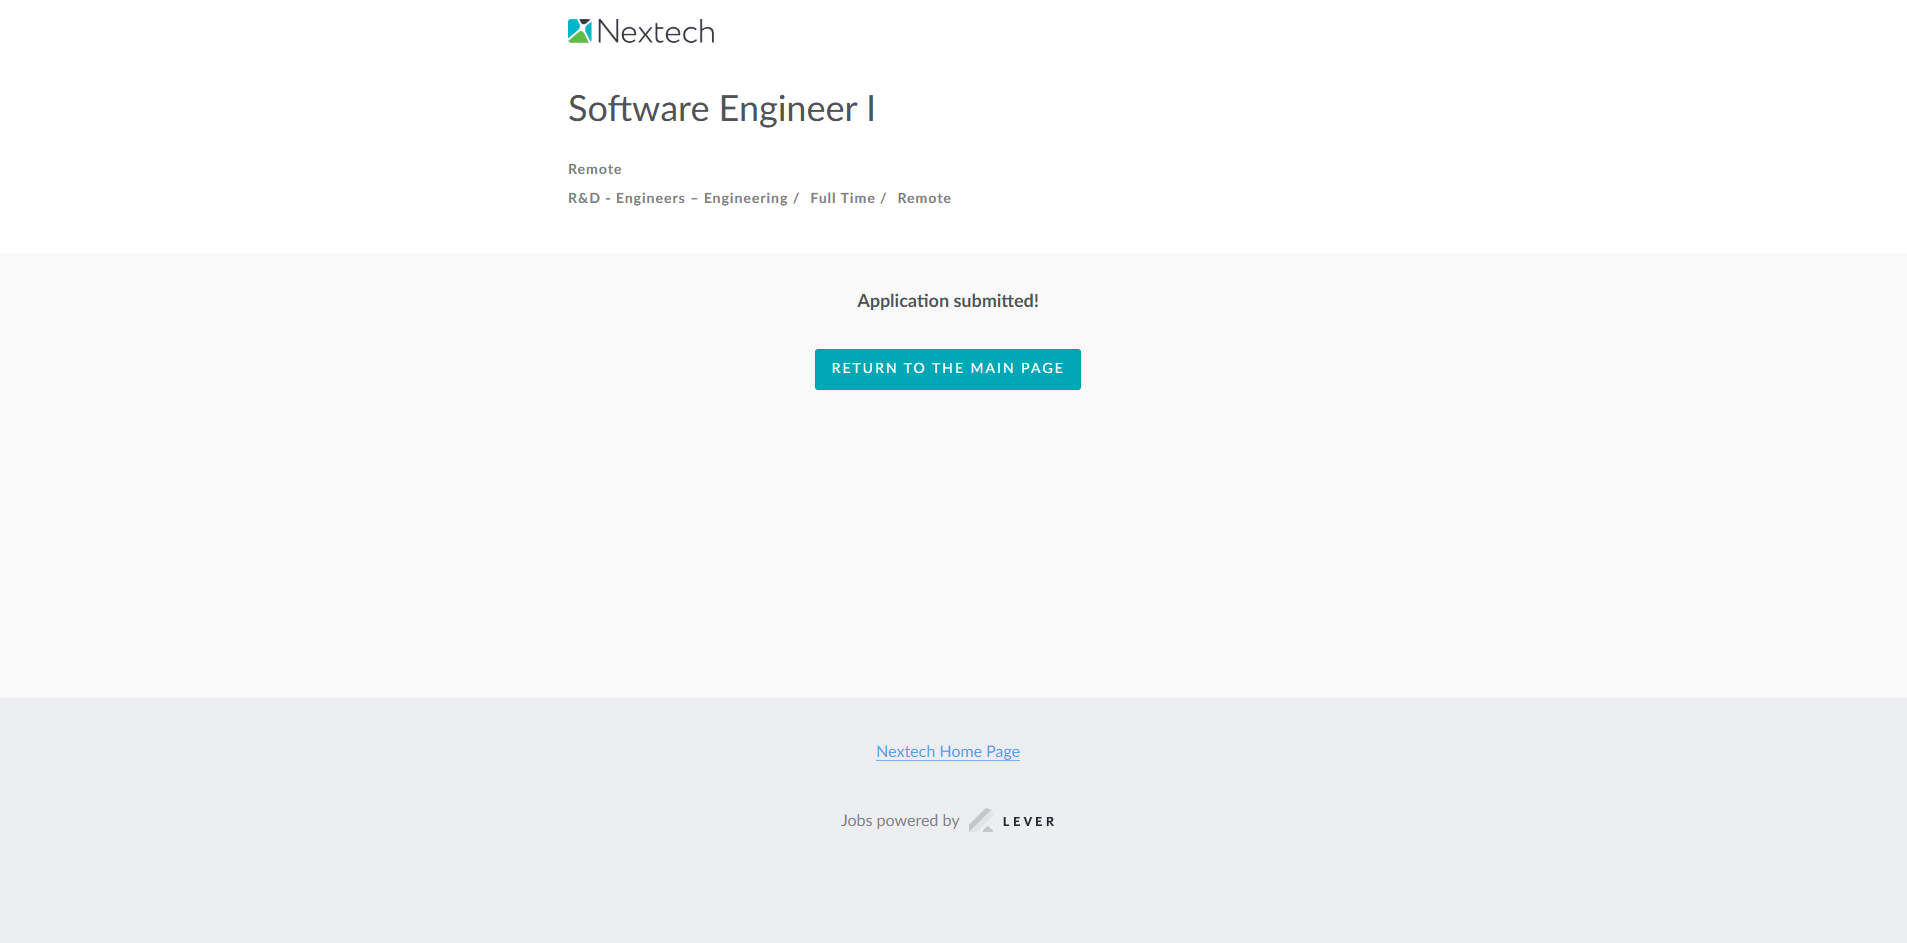 Nextech
Software Engineer I
Remote
R&D - Engineers – Engineering / Full Time / Remote
Application submitted!
RETURN TO THE MAIN PAGE
Nextech Home Page
Jobs powered by LEVER